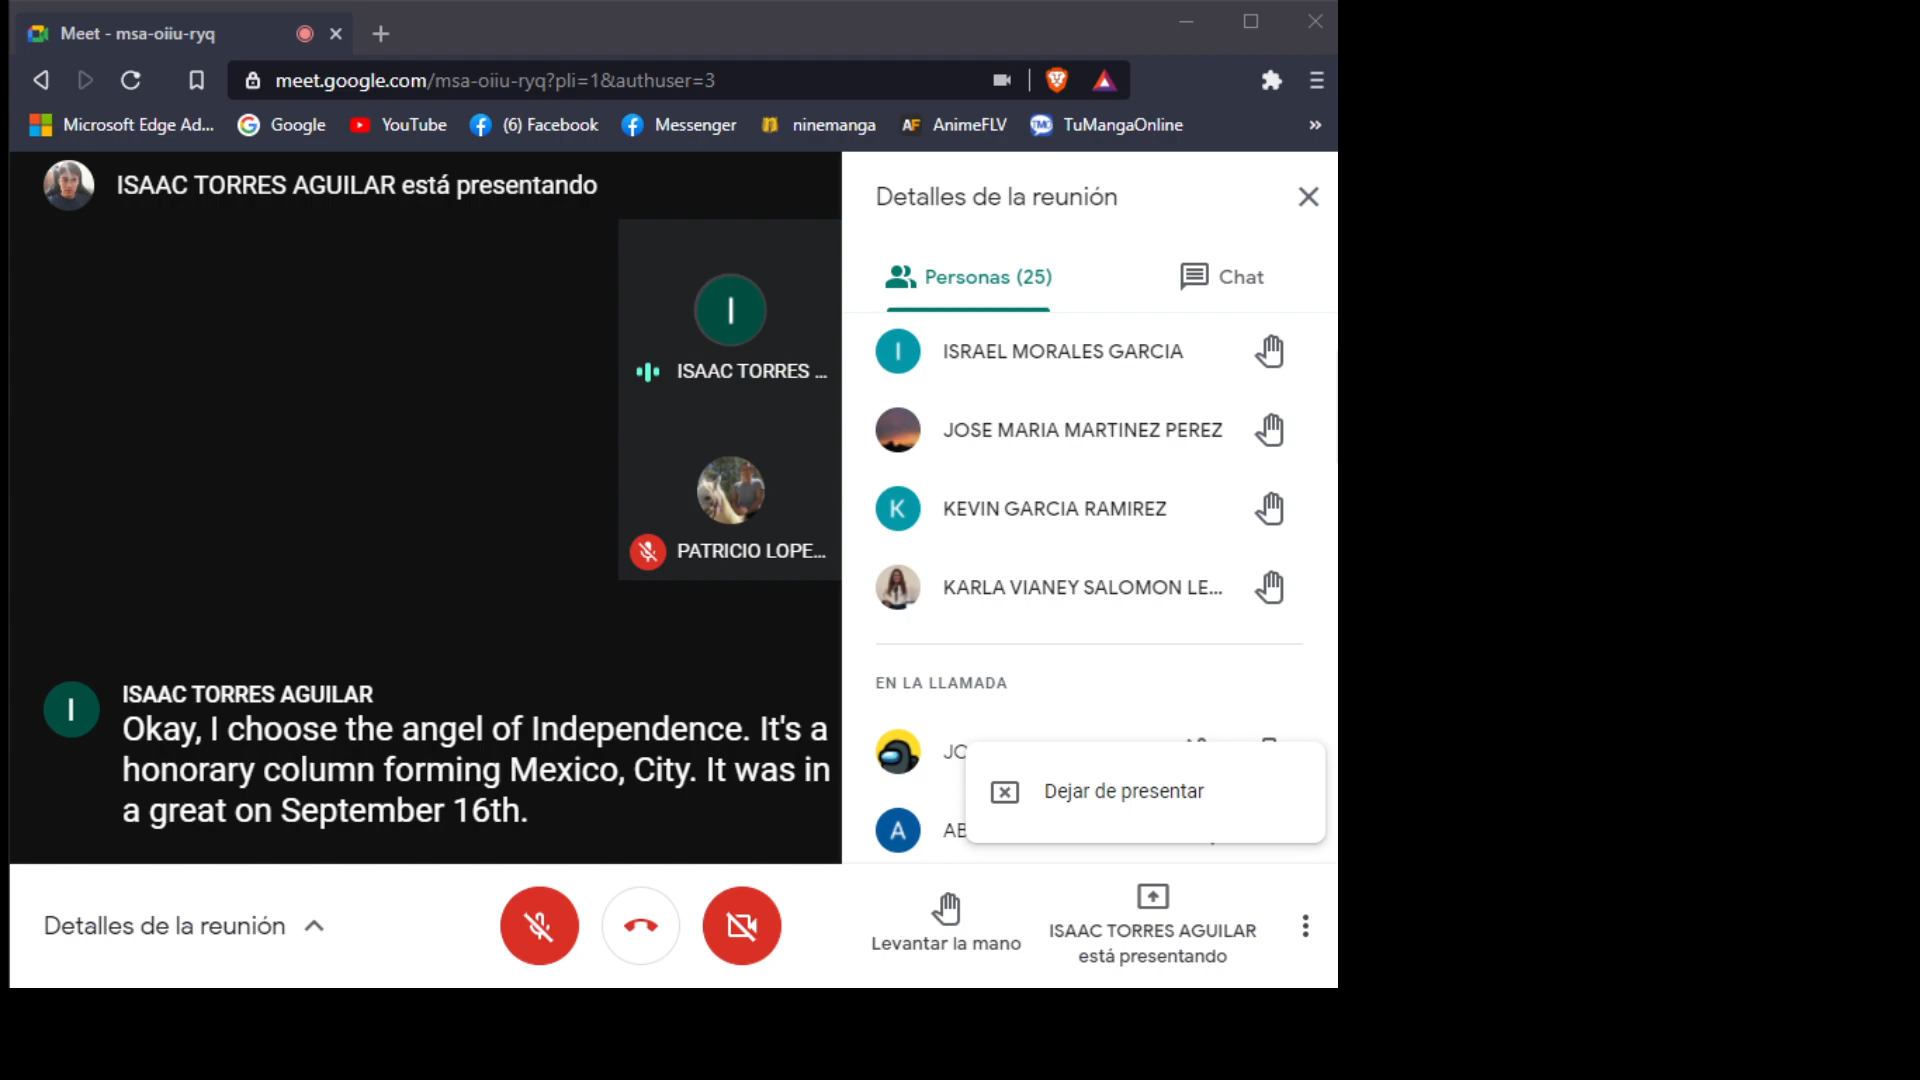 Meet - msa-oiiu-ryq
meet.google.com/msa-oiiu-ryq?pli=1&authuser=3
Microsoft Edge Ad... Google YouTube (6) Facebook Messenger ninemanga AF AnimeFLV TMO TuMangaOnline »
ISAAC TORRES AGUILAR está presentando
Detalles de la reunión
Personas (25) Chat
I
ISAAC TORRES ...
PATRICIO LOPE...
I ISRAEL MORALES GARCIA
JOSE MARIA MARTINEZ PEREZ
K KEVIN GARCIA RAMIREZ
KARLA VIANEY SALOMON LE...
EN LA LLAMADA
JO
A AB
Dejar de presentar
I ISAAC TORRES AGUILAR
Okay, I choose the angel of Independence. It's a
honorary column forming Mexico, City. It was in
a great on September 16th.
Detalles de la reunión
Levantar la mano
ISAAC TORRES AGUILAR
está presentando